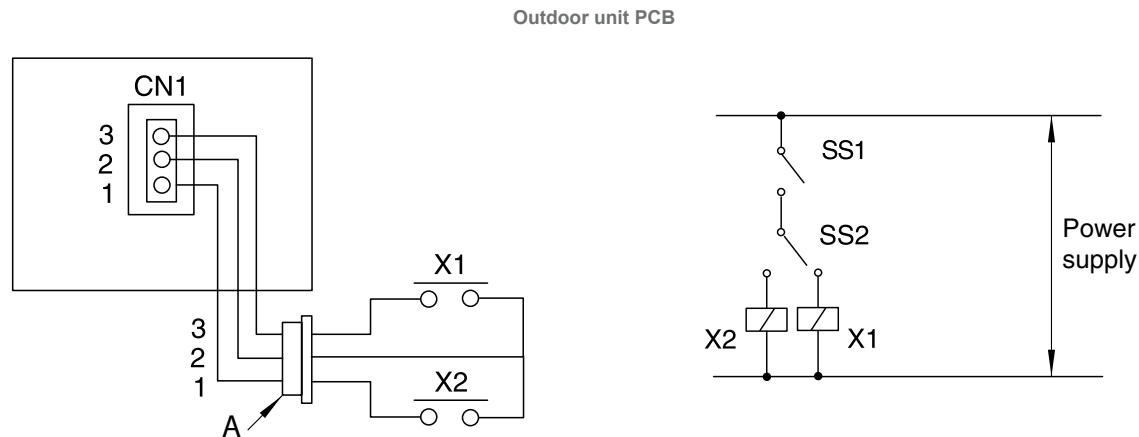 Outdoor unit PCB
CN1
3
2
1
X1
3
2
1
X2
A
SS1
SS2
Power
supply
X2
X1